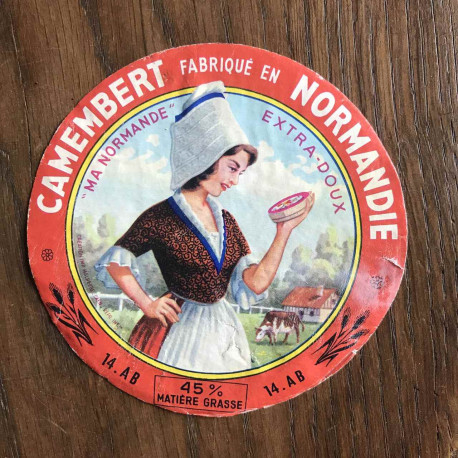 CAMEMBERT FABRIQUÉ EN NORMANDIE
"MA NORMANDE" EXTRA-DOUX
14.AB
45%
MATIÈRE GRASSE
14.AB